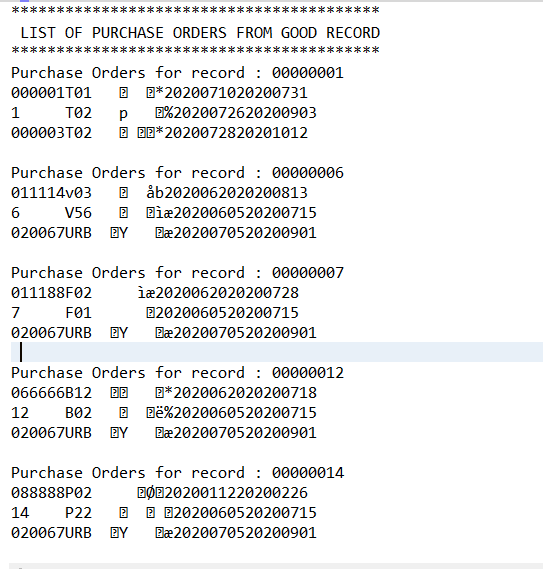 *****************************************
 LIST OF PURCHASE ORDERS FROM GOOD RECORD
*****************************************
Purchase Orders for record : 00000001
000001T01   �  �*2020071020200731
1     T02   p   �%2020072620200903
000003T02   � ��*2020072820201012

Purchase Orders for record : 00000006
011114v03   �  åb2020062020200813
6     V56   �  �ìæ2020060520200715
020067URB  �Y   �æ2020070520200901

Purchase Orders for record : 00000007
011188F02     ìæ2020062020200728
7     F01      �2020060520200715
020067URB  �Y   �æ2020070520200901

Purchase Orders for record : 00000012
066666B12  ��   �*2020062020200718
12    B02   �  �ë%2020060520200715
020067URB  �Y   �æ2020070520200901

Purchase Orders for record : 00000014
088888P02     �Ø�2020011220200226
14    P22   �  � �2020060520200715
020067URB  �Y   �æ2020070520200901